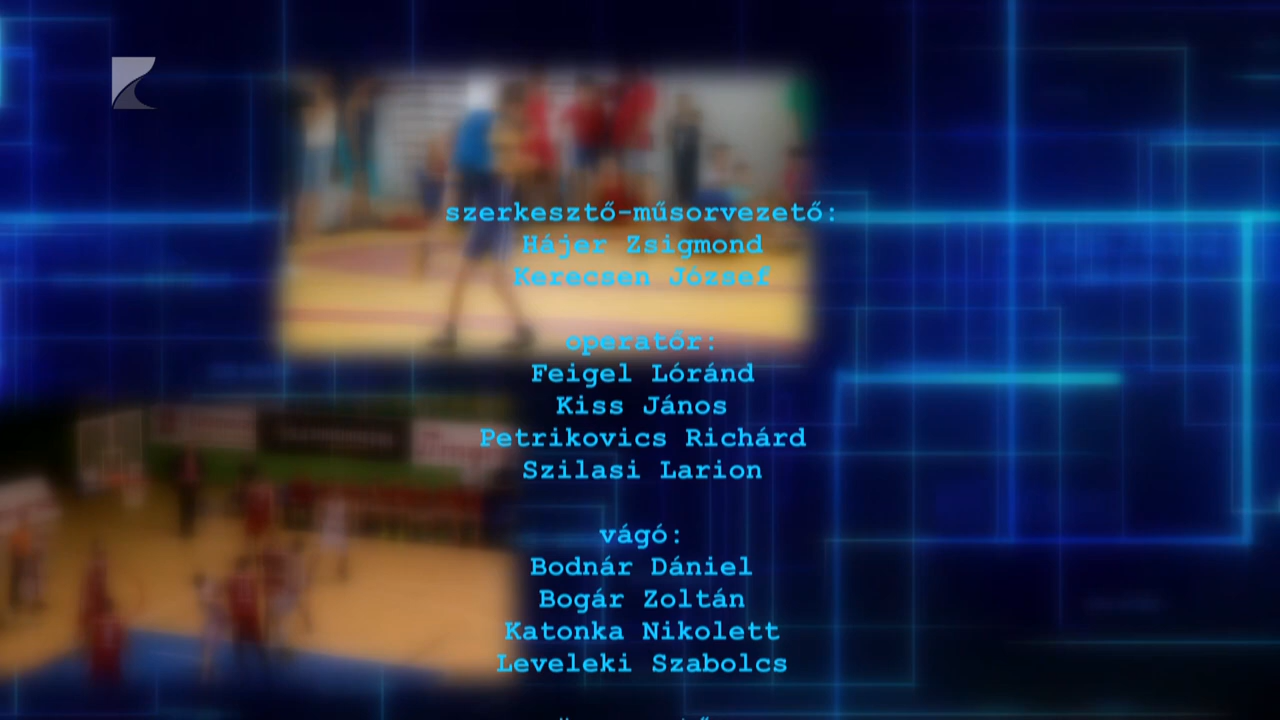 szerkesztő-műsorvezető:
Hájer Zsigmond
Kerecsen József
operatőr:
Feigel Lóránd
Kiss János
Petrikovics Richárd
Szilasi Larion
vágó:
Bodnár Dániel
Bogár Zoltán
Katonka Nikolett
Leveleki Szabolcs